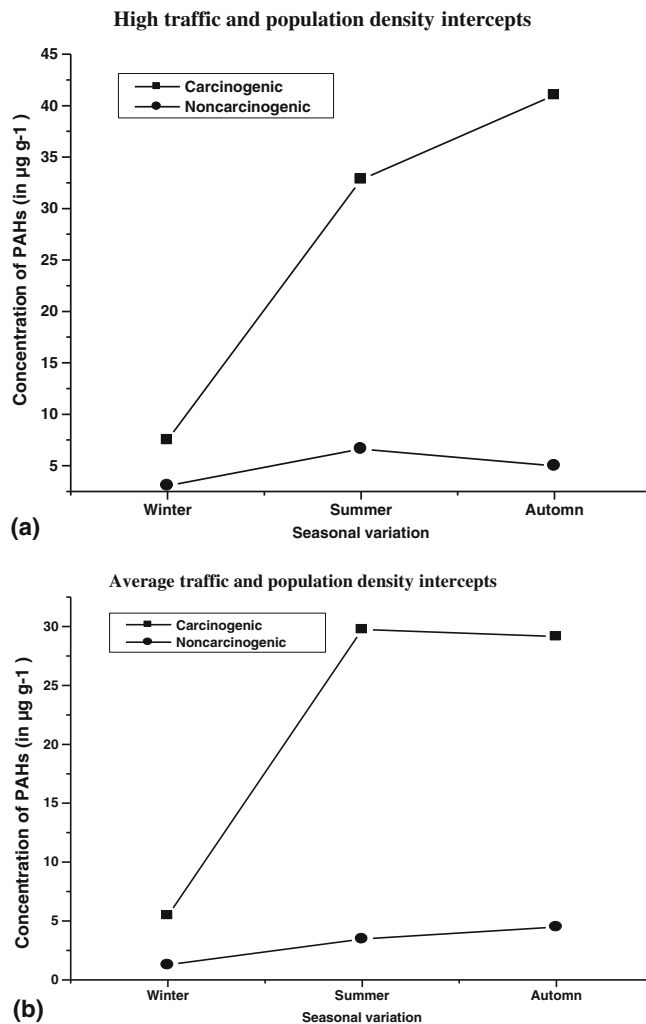 High traffic and population density intercepts
45
40
35
30
25
20
15
10
5
Carcinogenic
Noncarcinogenic
Concentration of PAHs (in µg g-1 )
Winter
Summer
Automn
Seasonal variation
(a)
Average traffic and population density intercepts
30
25
20
15
10
5
0
Carcinogenic
Noncarcinogenic
Concentration of PAHs (in µg g-1 )
Winter
Summer
Automn
Seasonal variation
(b)